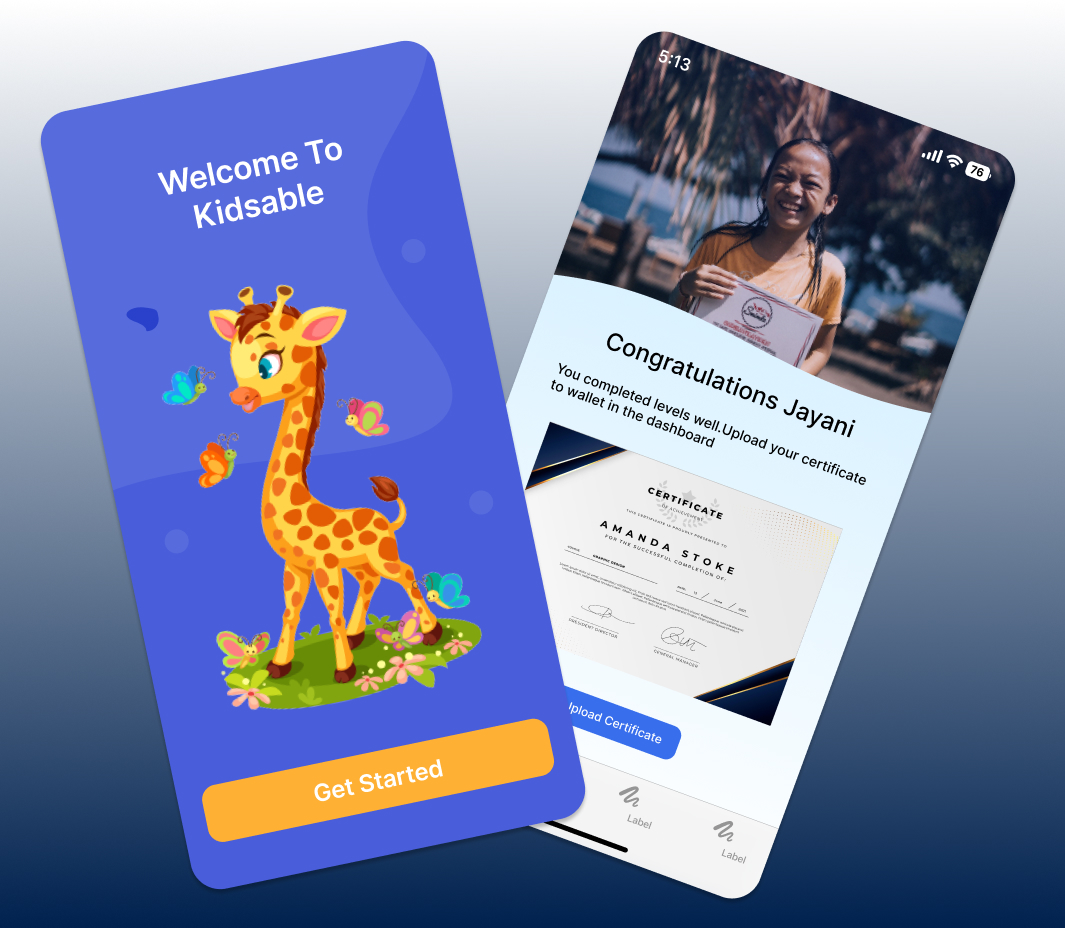 Welcome To
Kidsable
Get Started
5:13
76
Congratulations Jayani
You completed levels well.Upload your certificate
to wallet in the dashboard
CERTIFICATE
OF ACHIEVEMENT
THIS CERTIFICATE IS PROUDLY PRESENTED TO
AMANDA STOKE
FOR THE SUCCESSFUL COMPLETION OF:
GRAPHIC DESIGN
PRESIDENT DIRECTOR
GENERAL MANAGER
Upload Certificate
Label
Label